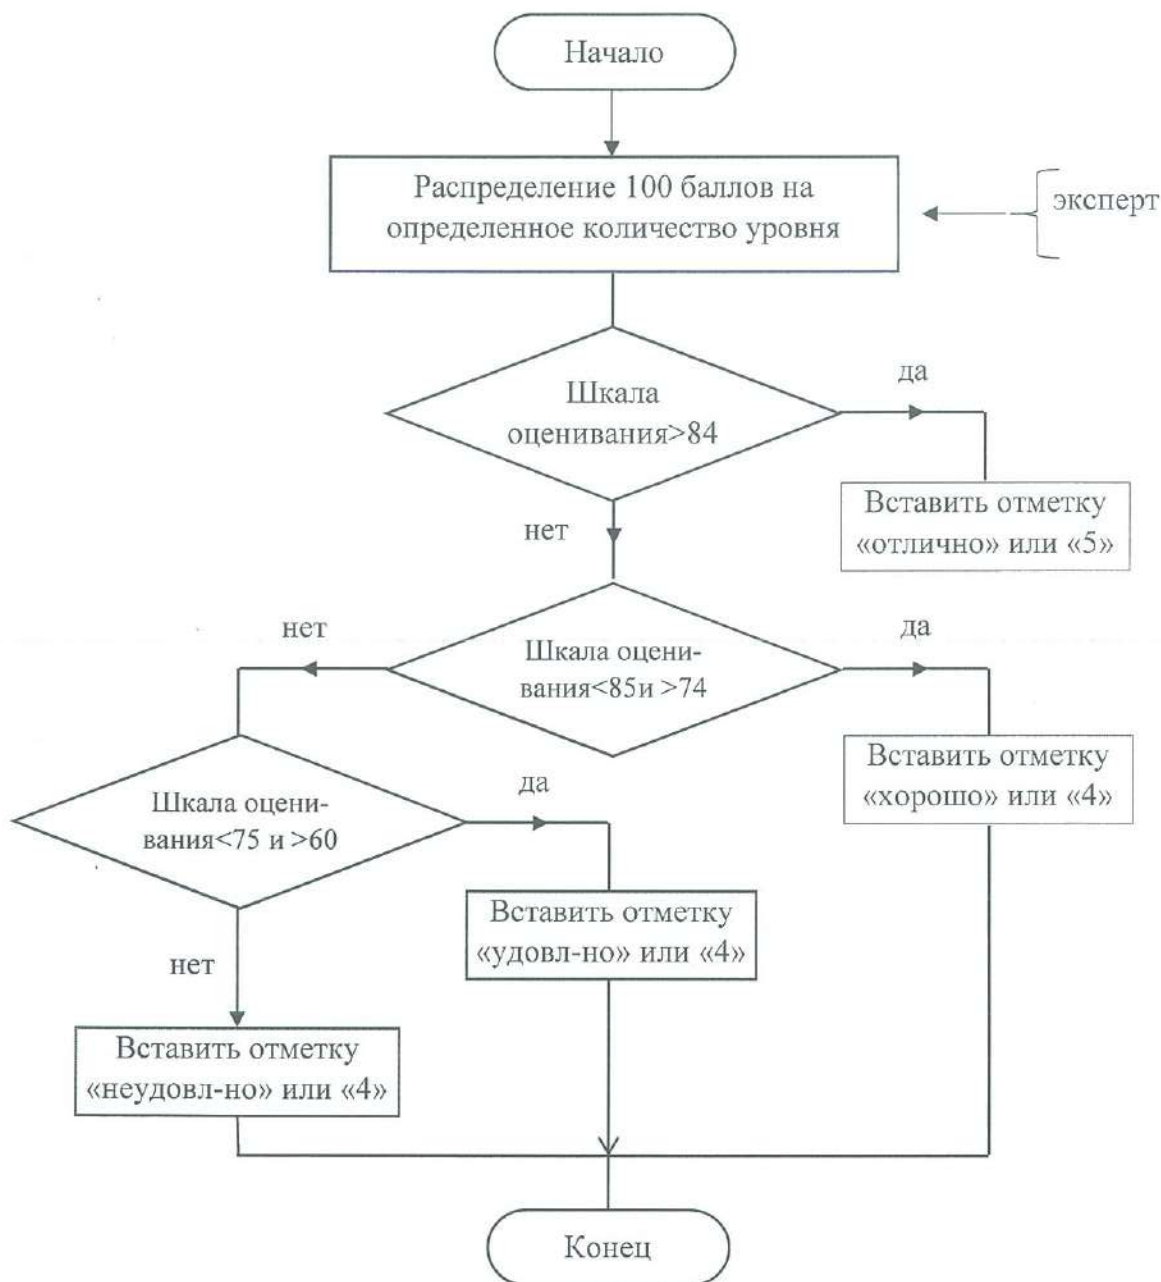 Начало
Распределение 100 баллов на
определенное количество уровня
эксперт
Шкала
оценивания>84
да
Вставить отметку
«отлично» или «5»
нет
Шкала оцени-
вания<85и >74
да
Вставить отметку
«хорошо» или «4»
нет
Шкала оцени-
вания<75 и >60
да
Вставить отметку
«удовл-но» или «4»
нет
Вставить отметку
«неудовл-но» или «4»
Конец